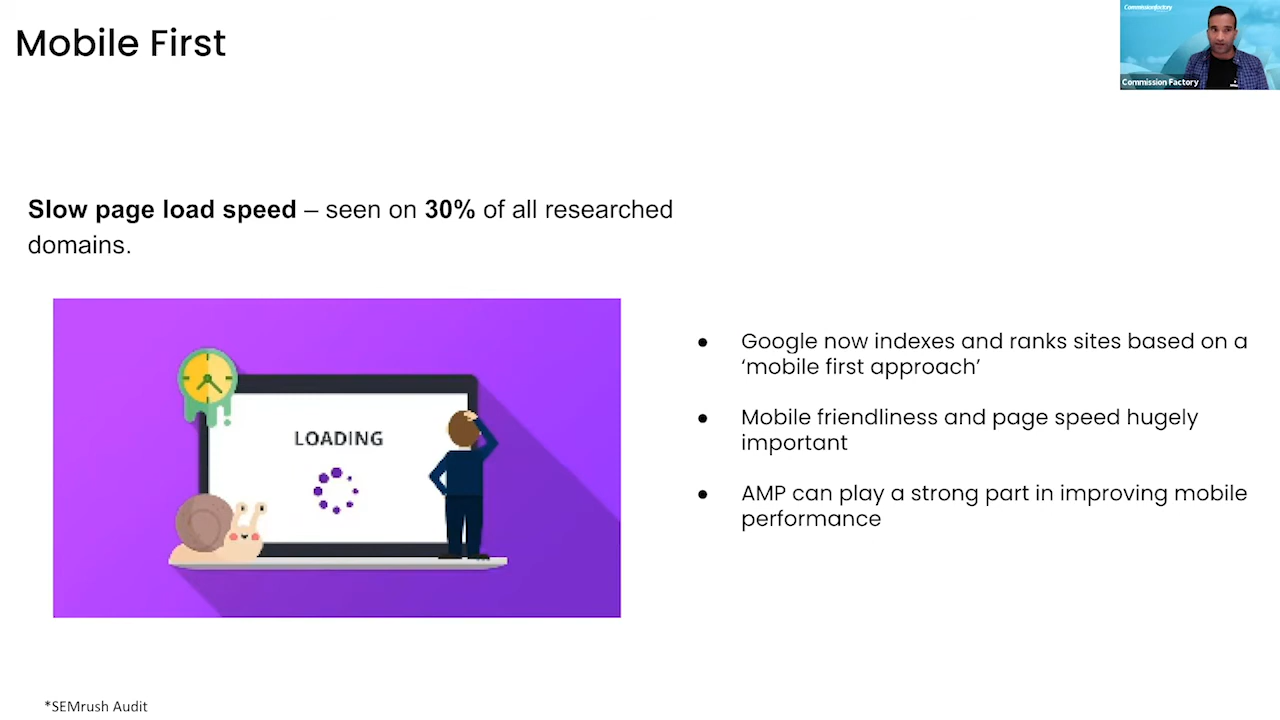 Mobile First
Commission Factory
Commission Factory
Slow page load speed – seen on 30% of all researched
domains.
LOADING
● Google now indexes and ranks sites based on a
‘mobile first approach’
● Mobile friendliness and page speed hugely
important
● AMP can play a strong part in improving mobile
performance
*SEMrush Audit